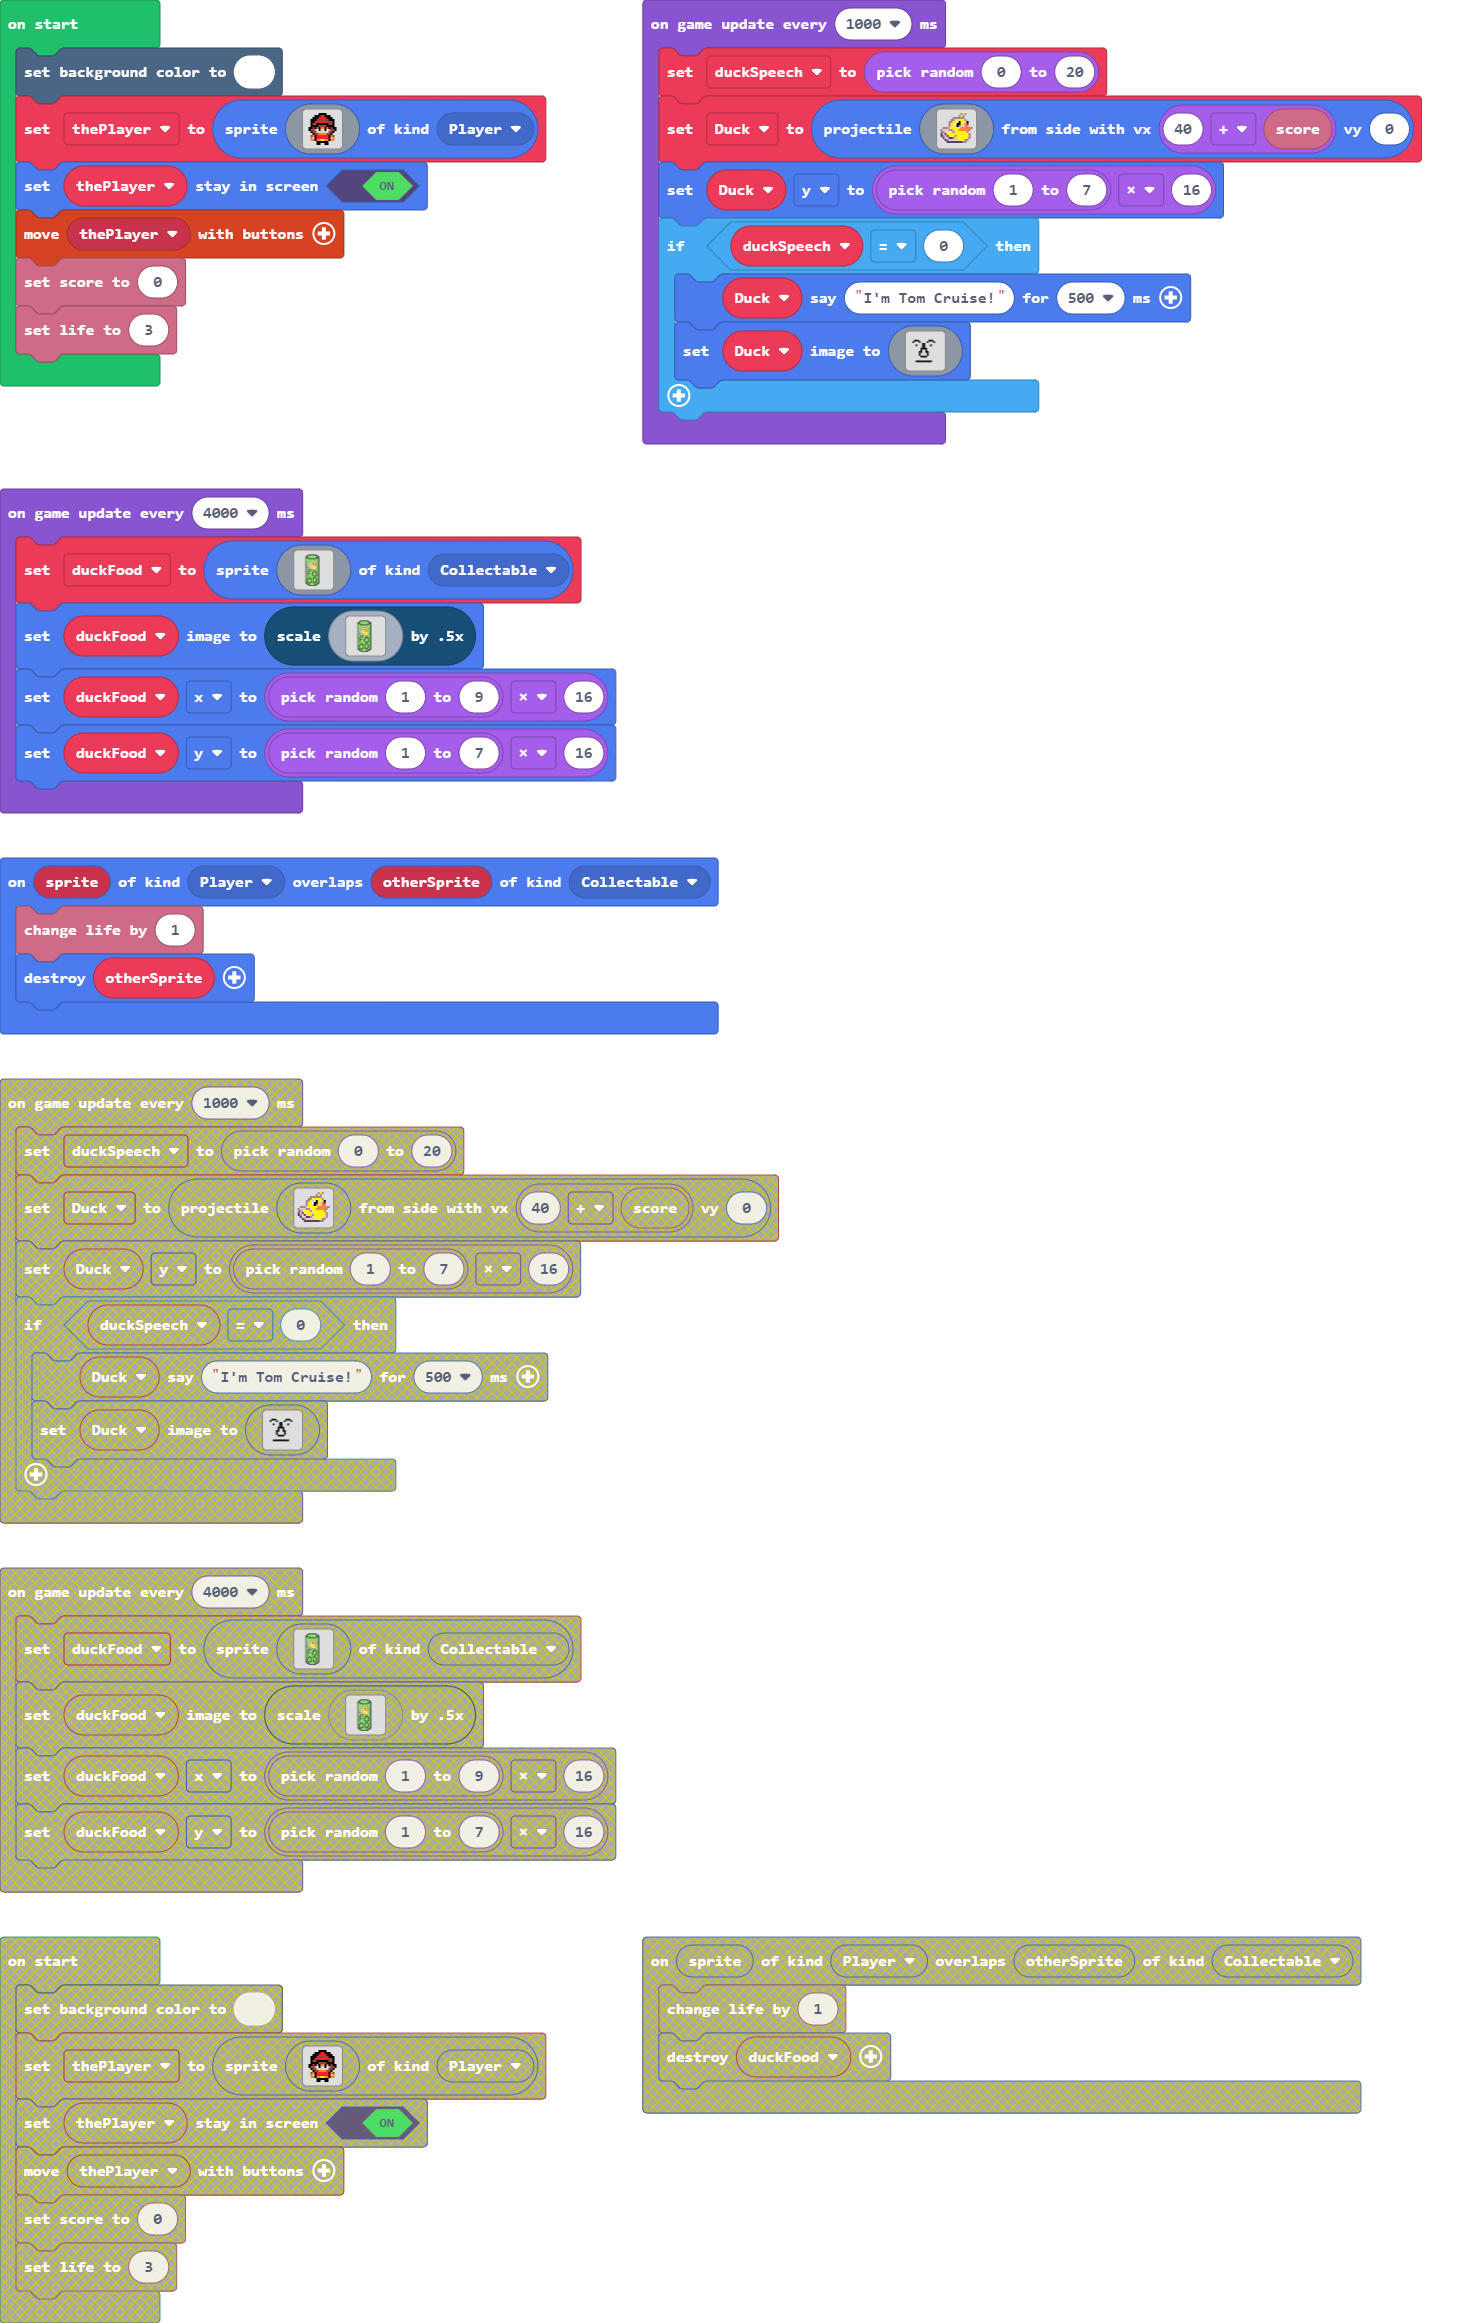 on start
set background color to
set thePlayer to sprite of kind Player
set thePlayer stay in screen ON
move thePlayer with buttons
set score to 0
set life to 3
on game update every 1000 ms
set duckSpeech to pick random 0 to 20
set Duck to projectile from side with vx 40 + score vy 0
set Duck y to pick random 1 to 7 × 16
if duckSpeech = 0 then
Duck say "I'm Tom Cruise!" for 500 ms
set Duck image to
on game update every 4000 ms
set duckFood to sprite of kind Collectable
set duckFood image to scale by .5x
set duckFood x to pick random 1 to 9 × 16
set duckFood y to pick random 1 to 7 × 16
on sprite of kind Player overlaps otherSprite of kind Collectable
change life by 1
destroy otherSprite
on game update every 1000 ms
set duckSpeech to pick random 0 to 20
set Duck to projectile from side with vx 40 + score vy 0
set Duck y to pick random 1 to 7 × 16
if duckSpeech = 0 then
Duck say "I'm Tom Cruise!" for 500 ms
set Duck image to
on game update every 4000 ms
set duckFood to sprite of kind Collectable
set duckFood image to scale by .5x
set duckFood x to pick random 1 to 9 × 16
set duckFood y to pick random 1 to 7 × 16
on start
set background color to
set thePlayer to sprite of kind Player
set thePlayer stay in screen ON
move thePlayer with buttons
set score to 0
set life to 3
on sprite of kind Player overlaps otherSprite of kind Collectable
change life by 1
destroy duckFood